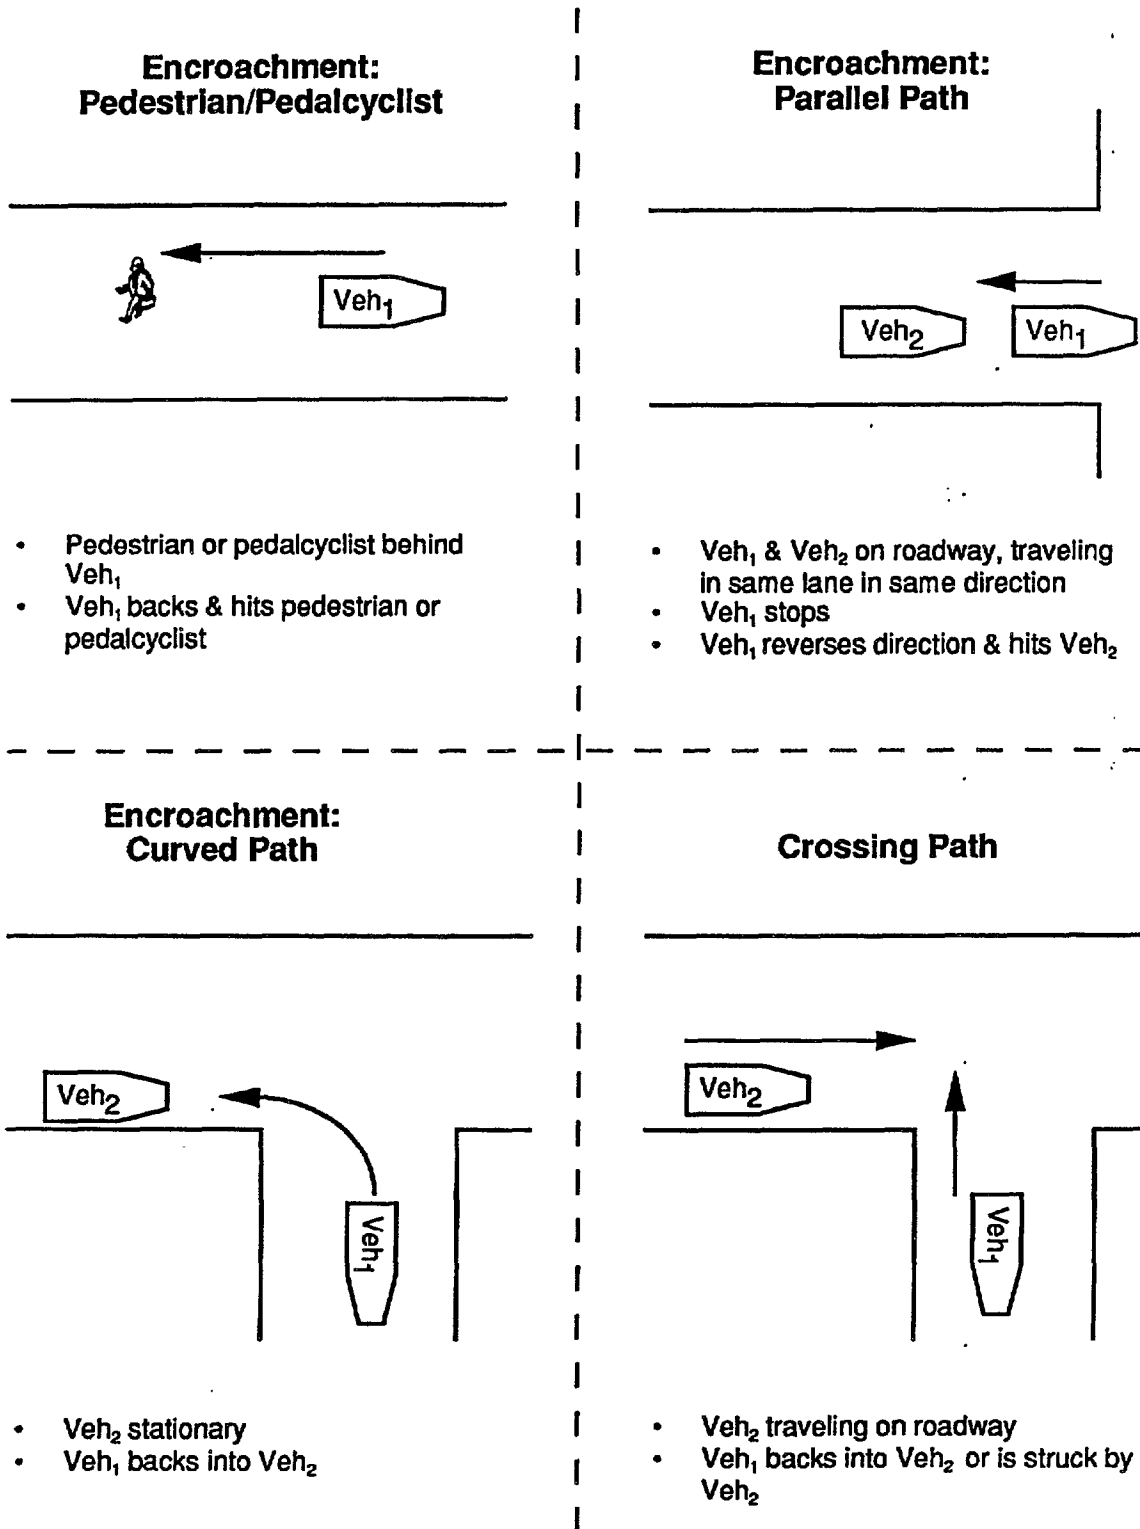 Encroachment:
Pedestrian/Pedalcyclist
Veh₁
• Pedestrian or pedalcyclist behind
Veh₁
• Veh₁ backs & hits pedestrian or
pedalcyclist
Encroachment:
Parallel Path
Veh₂
Veh₁
• Veh₁ & Veh₂ on roadway, traveling
in same lane in same direction
• Veh₁ stops
• Veh₁ reverses direction & hits Veh₂
Encroachment:
Curved Path
Veh₂
Veh₁
• Veh₂ stationary
• Veh₁ backs into Veh₂
Crossing Path
Veh₂
Veh₁
• Veh₂ traveling on roadway
• Veh₁ backs into Veh₂ or is struck by
Veh₂